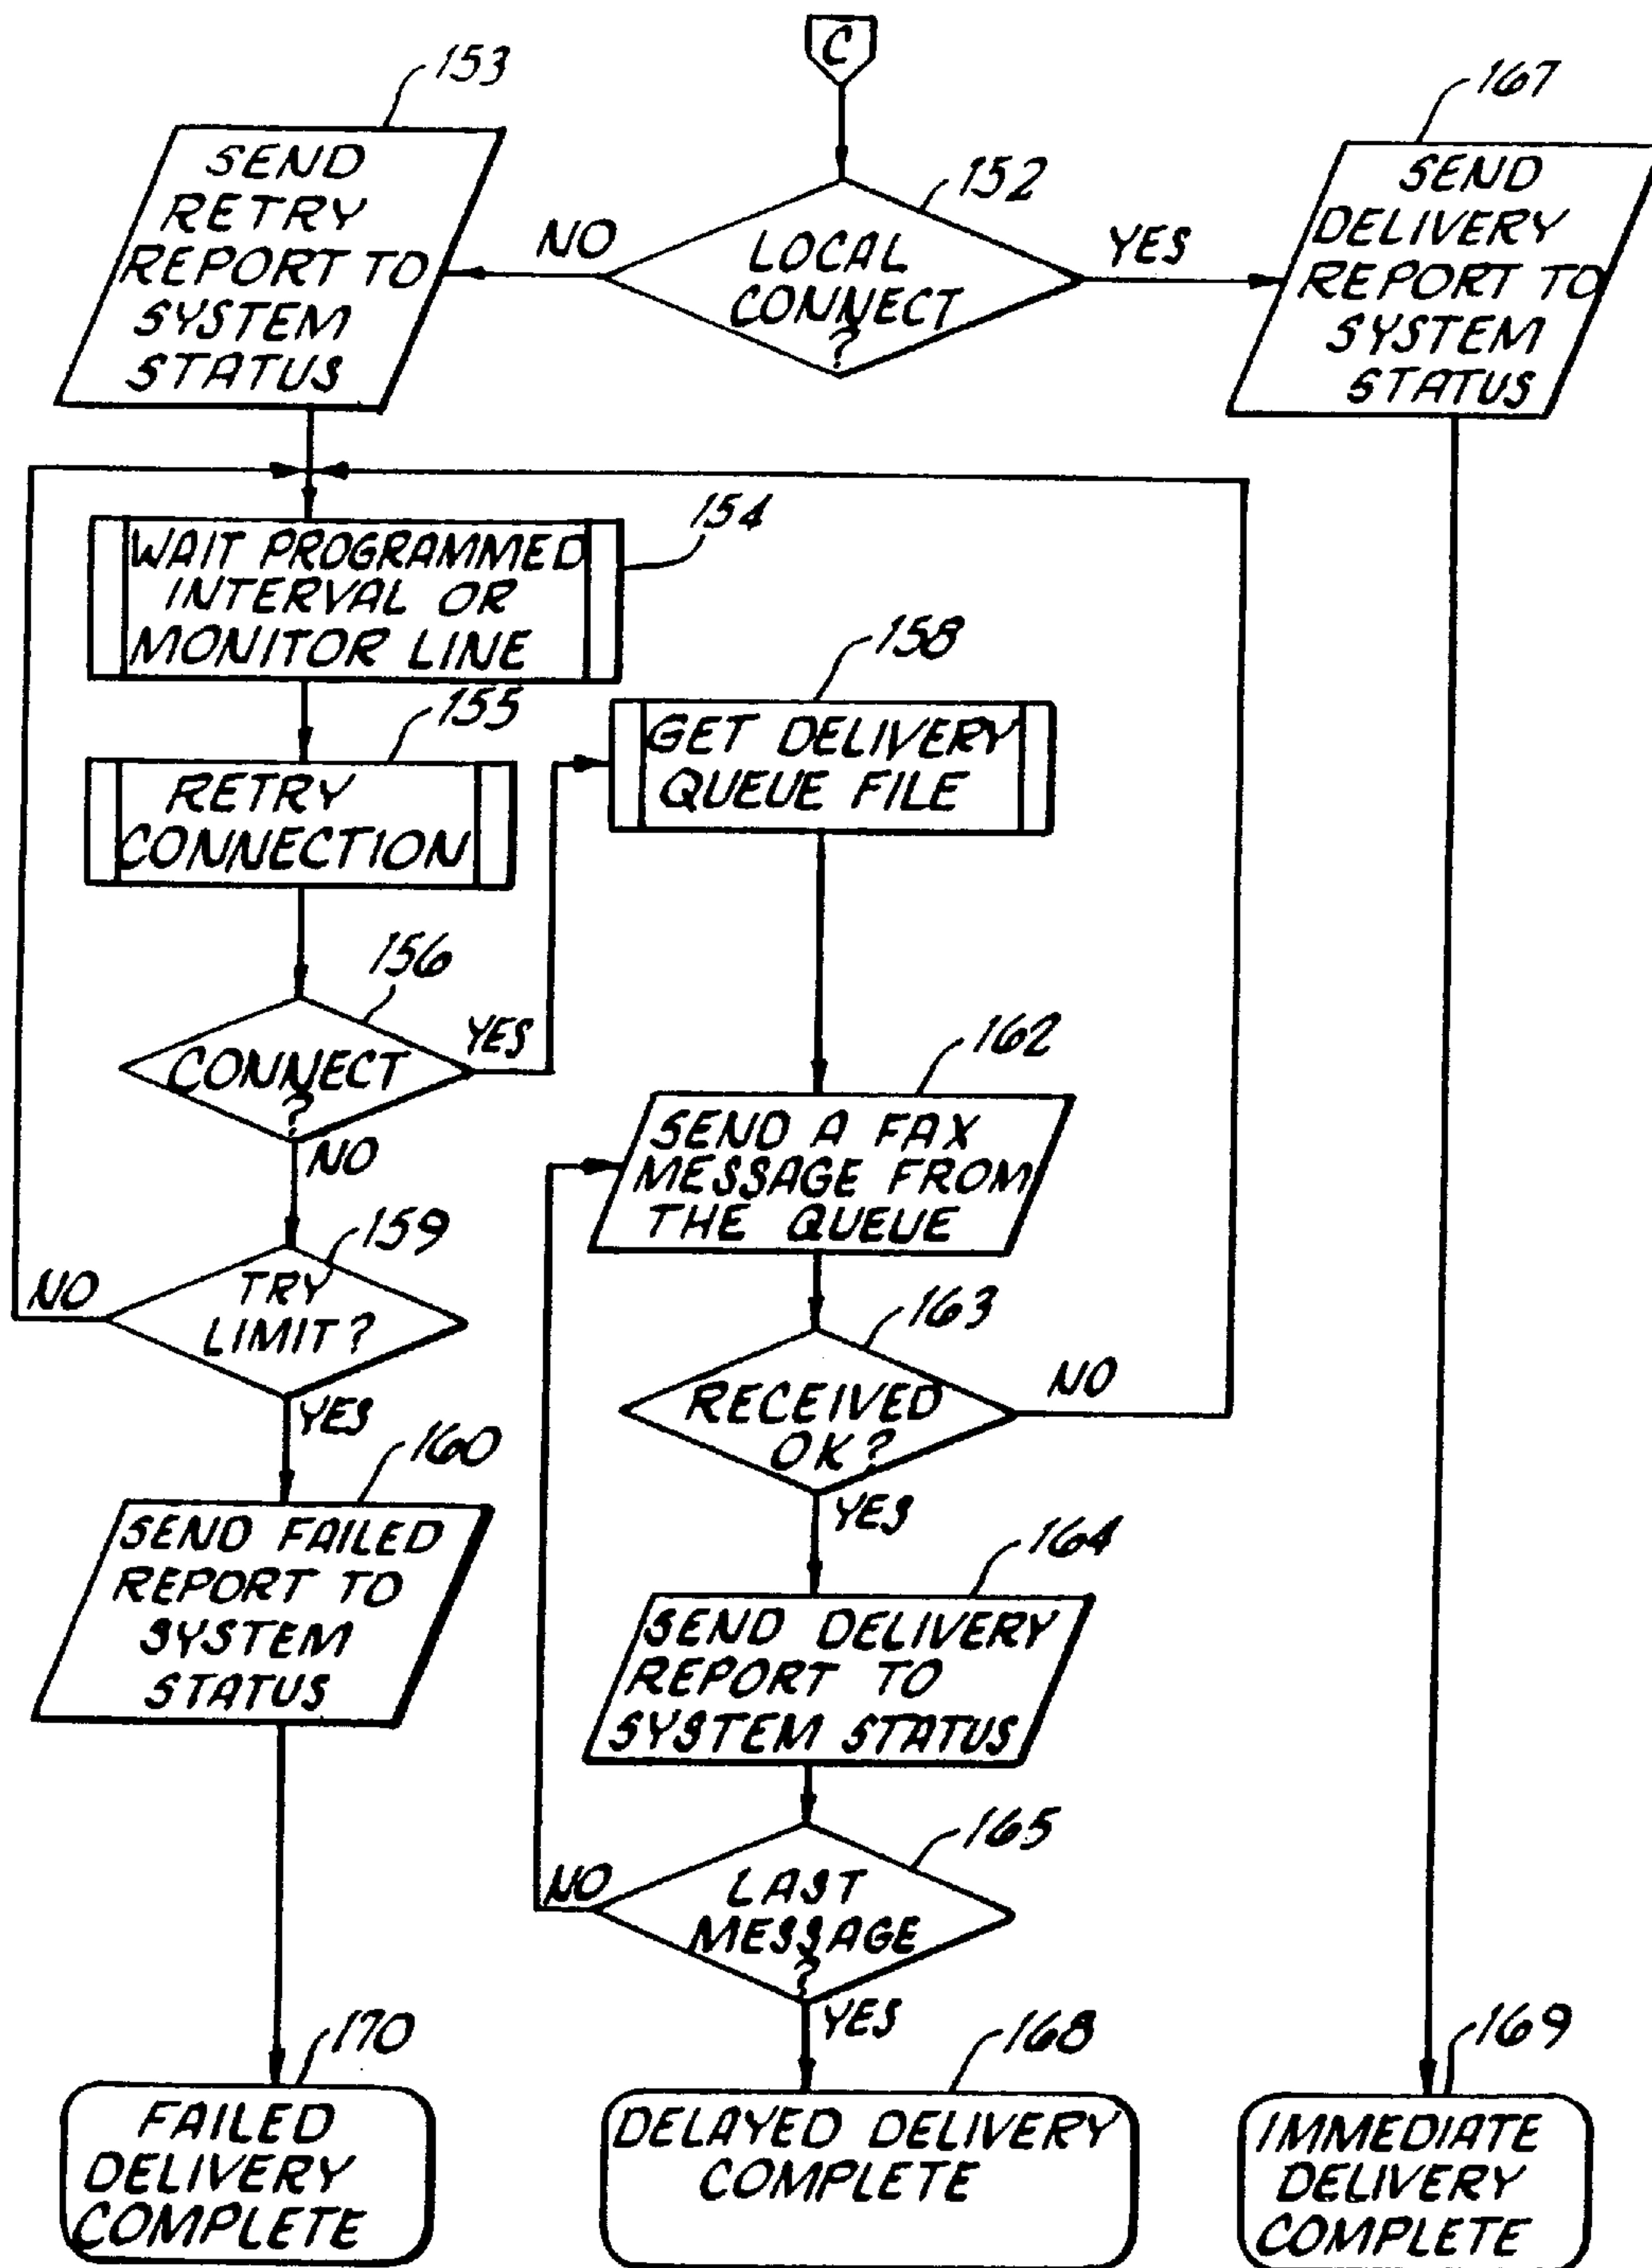 C
153
SEND
RETRY
REPORT TO
SYSTEM
STATUS
NO
152
LOCAL
CONNECT
?
YES
167
SEND
DELIVERY
REPORT TO
SYSTEM
STATUS
154
WAIT PROGRAMMED
INTERVAL OR
MONITOR LINE
155
RETRY
CONNECTION
158
GET DELIVERY
QUEUE FILE
156
CONNECT
?
YES
NO
159
TRY
LIMIT?
NO
YES
162
SEND A FAX
MESSAGE FROM
THE QUEUE
163
RECEIVED
OK?
NO
YES
160
SEND FAILED
REPORT TO
SYSTEM
STATUS
164
SEND DELIVERY
REPORT TO
SYSTEM STATUS
165
LAST
MESSAGE
?
NO
YES
170
FAILED
DELIVERY
COMPLETE
168
DELAYED DELIVERY
COMPLETE
169
IMMEDIATE
DELIVERY
COMPLETE